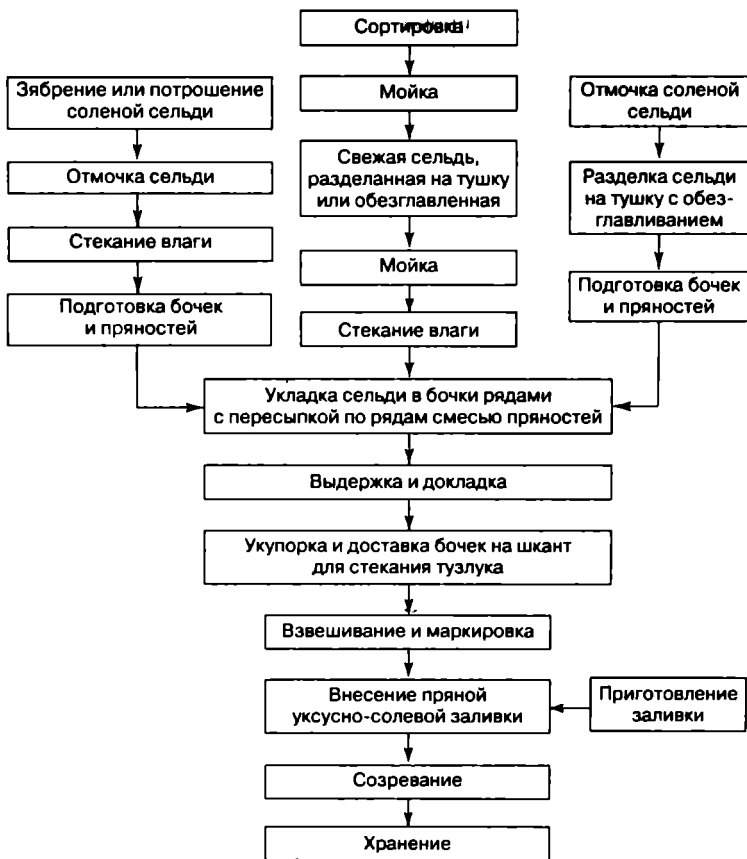 Сортировка
Зябрение или потрошение
соленой сельди
Мойка
Отмочка соленой
сельди
Отмочка сельди
Свежая сельдь,
разделанная на тушку
или обезглавленная
Разделка сельди
на тушку с обез-
главливанием
Стекание влаги
Мойка
Подготовка бочек
и пряностей
Подготовка бочек
и пряностей
Стекание влаги
Укладка сельди в бочки рядами
с пересыпкой по рядам смесью пряностей
Выдержка и докладка
Укупорка и доставка бочек на шкант
для стекания тузлука
Взвешивание и маркировка
Внесение пряной
уксусно-солевой заливки
Приготовление
заливки
Созревание
Хранение